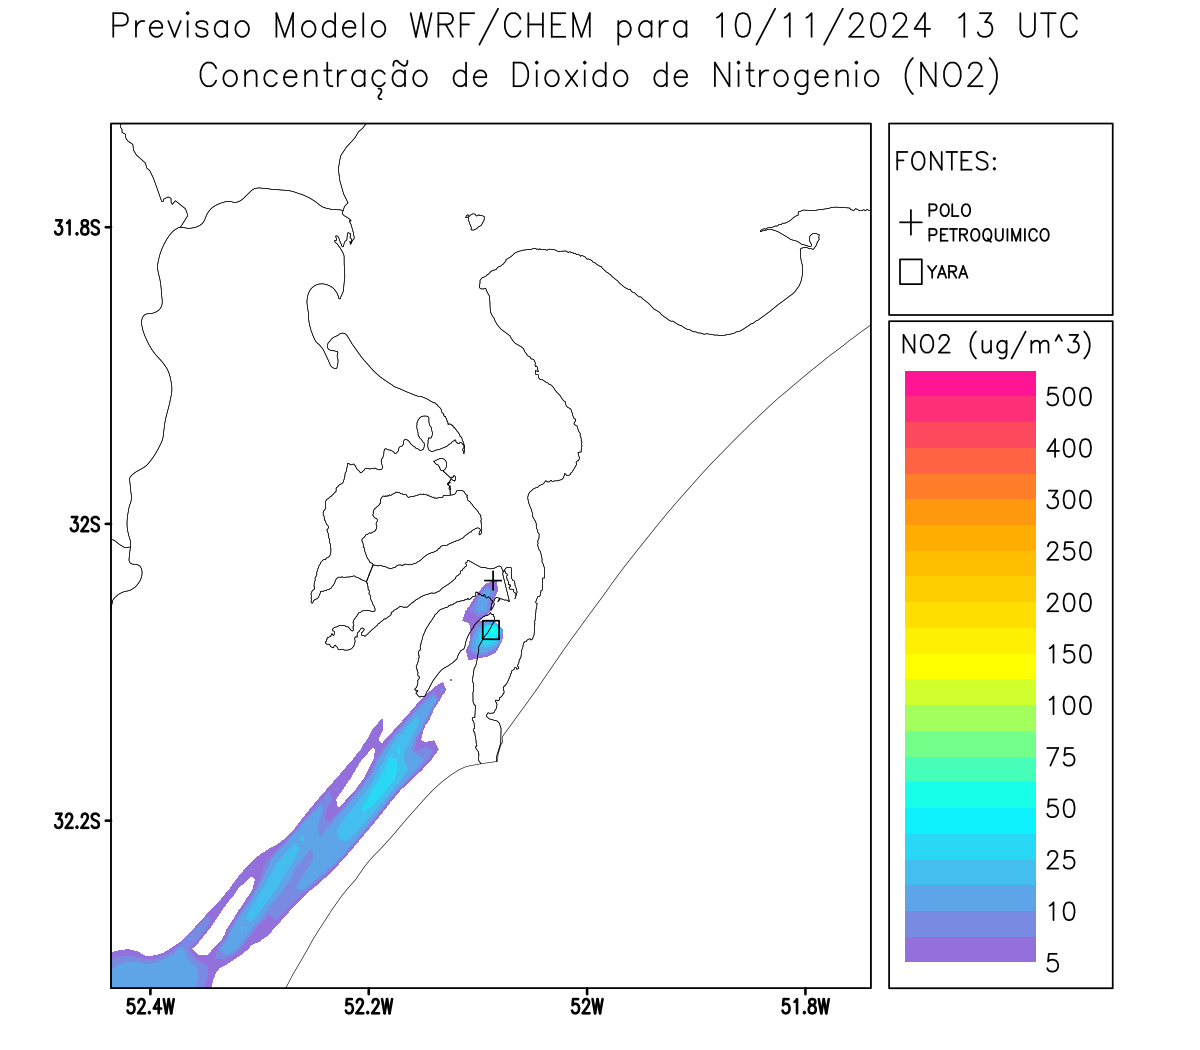 Previsao Modelo WRF/CHEM para 10/11/2024 13 UTC
Concentração de Dioxido de Nitrogenio (NO2)
FONTES:
POLO
PETROQUIMICO
YARA
NO2 (ug/m^3)
500
400
300
250
200
150
100
75
50
25
10
5
31.8S
32S
32.2S
52.4W
52.2W
52W
51.8W